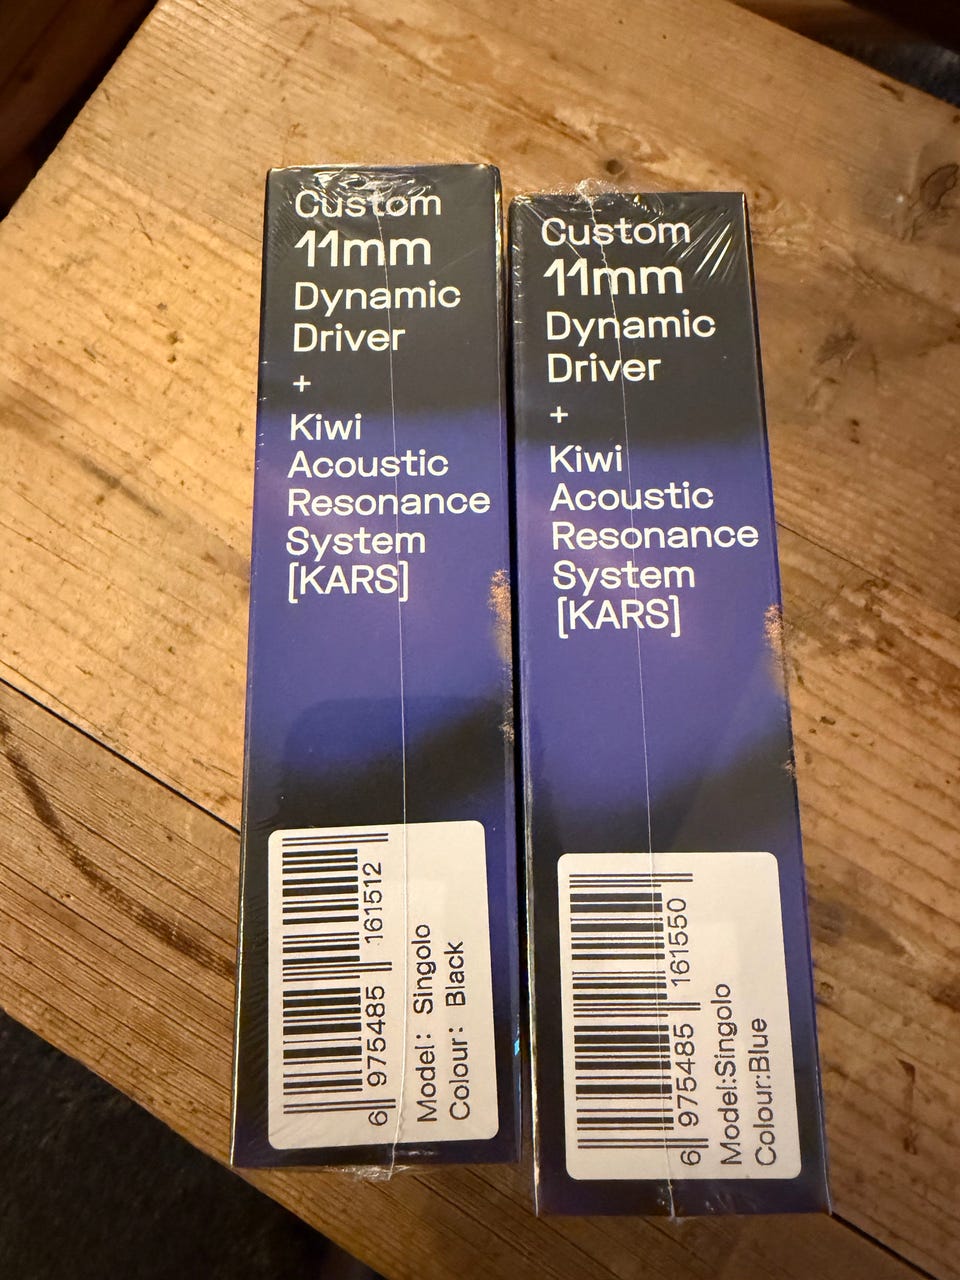 Custom
11mm
Dynamic
Driver
+
Kiwi
Acoustic
Resonance
System
[KARS]
6 975485 161512
Model: Singolo
Colour: Black
Custom
11mm
Dynamic
Driver
+
Kiwi
Acoustic
Resonance
System
[KARS]
6 975485 161550
Model:Singolo
Colour:Blue